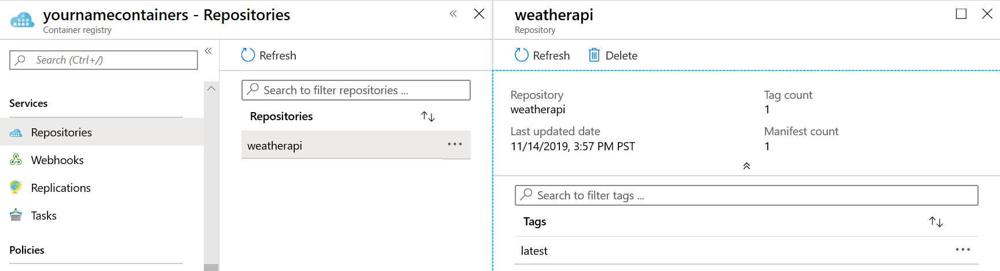 yournamecontainers - Repositories
Container registry
Search (Ctrl+/)
Services
Repositories
Webhooks
Replications
Tasks
Policies
Refresh
Search to filter repositories ...
Repositories
weatherapi
weatherapi
Repository
Refresh
Delete
Repository
weatherapi
Tag count
1
Last updated date
11/14/2019, 3:57 PM PST
Manifest count
1
Search to filter tags ...
Tags
latest